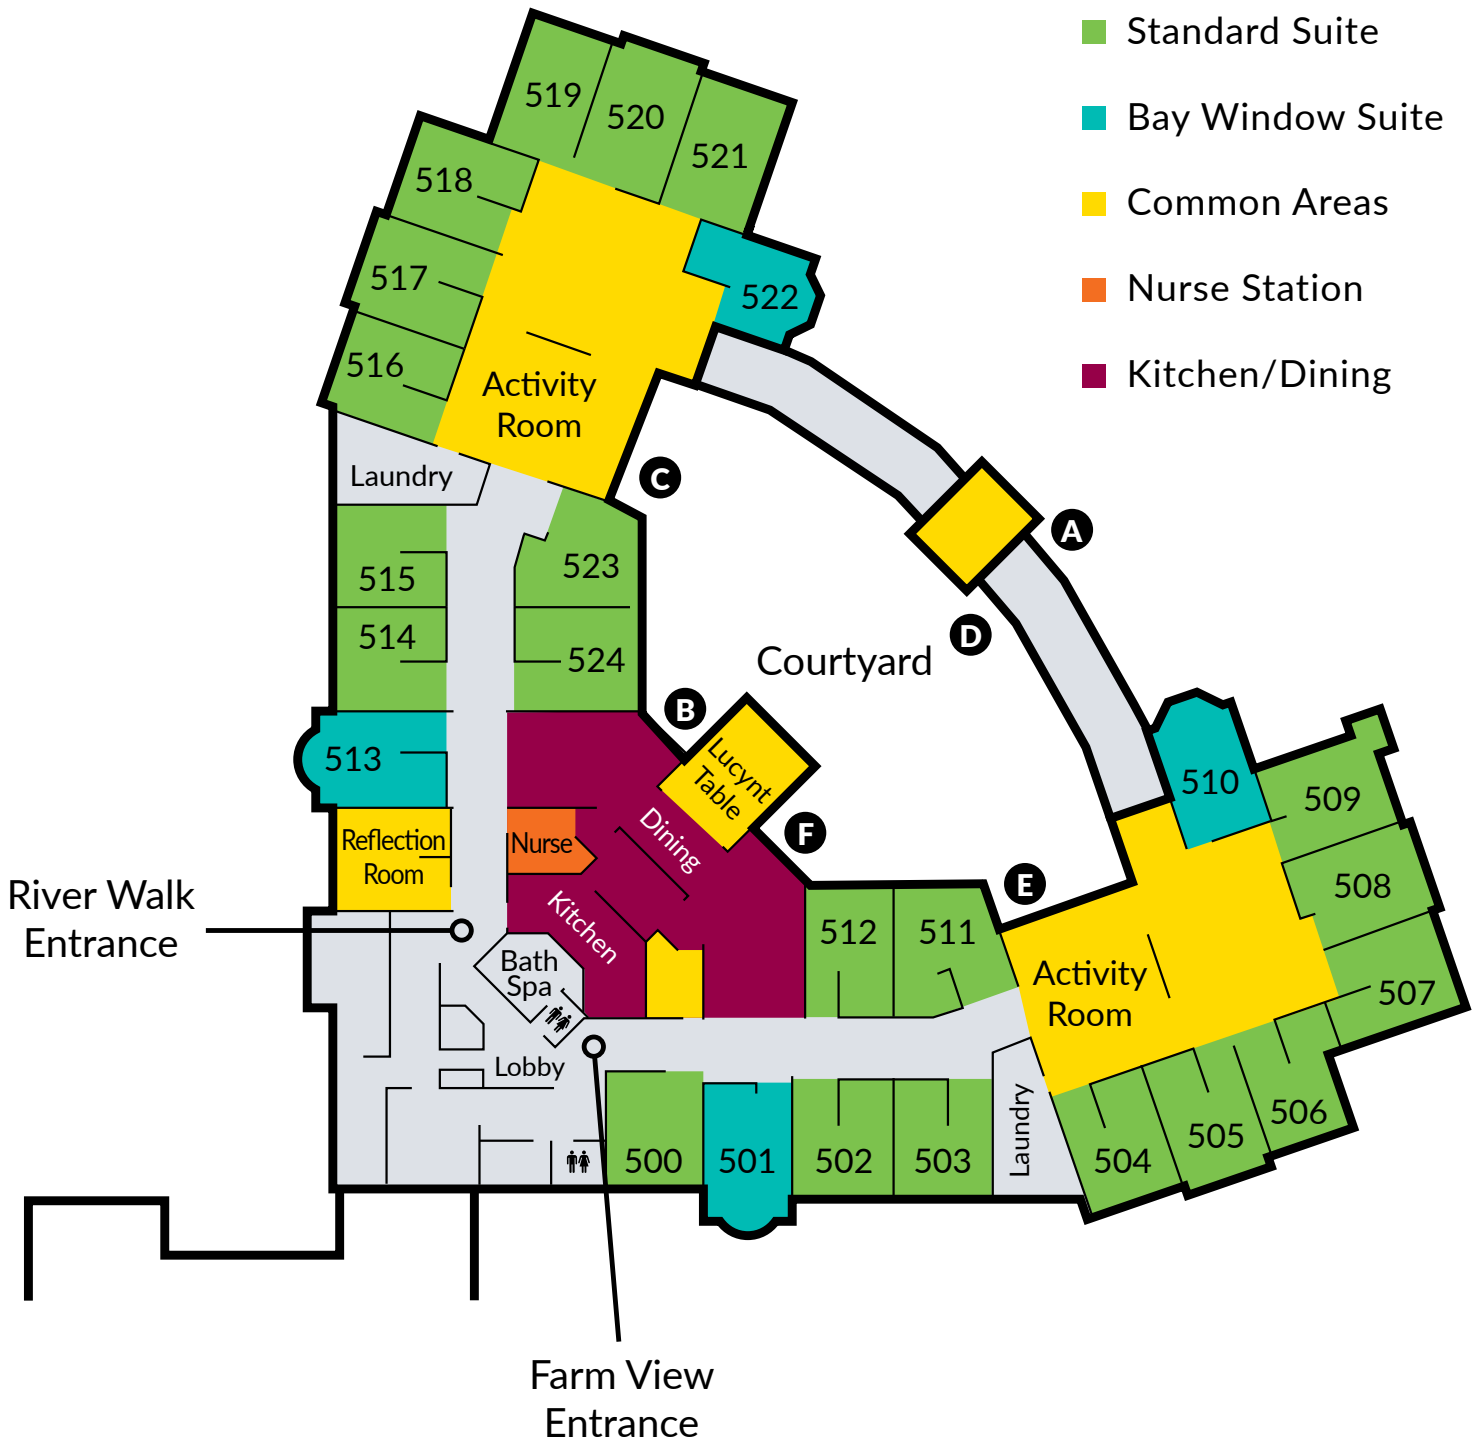 Standard Suite
Bay Window Suite
Common Areas
Nurse Station
Kitchen/Dining
519
520
521
518
522
517
516
Activity
Room
Laundry
C
A
523
515
514
524
D
Courtyard
B
Lucynt
Table
513
510
509
Reflection
Room
Nurse
Dining
F
508
E
River Walk
Entrance
Kitchen
512
511
Bath
Spa
Activity
Room
507
Lobby
Laundry
506
505
504
500
501
502
503
Farm View
Entrance